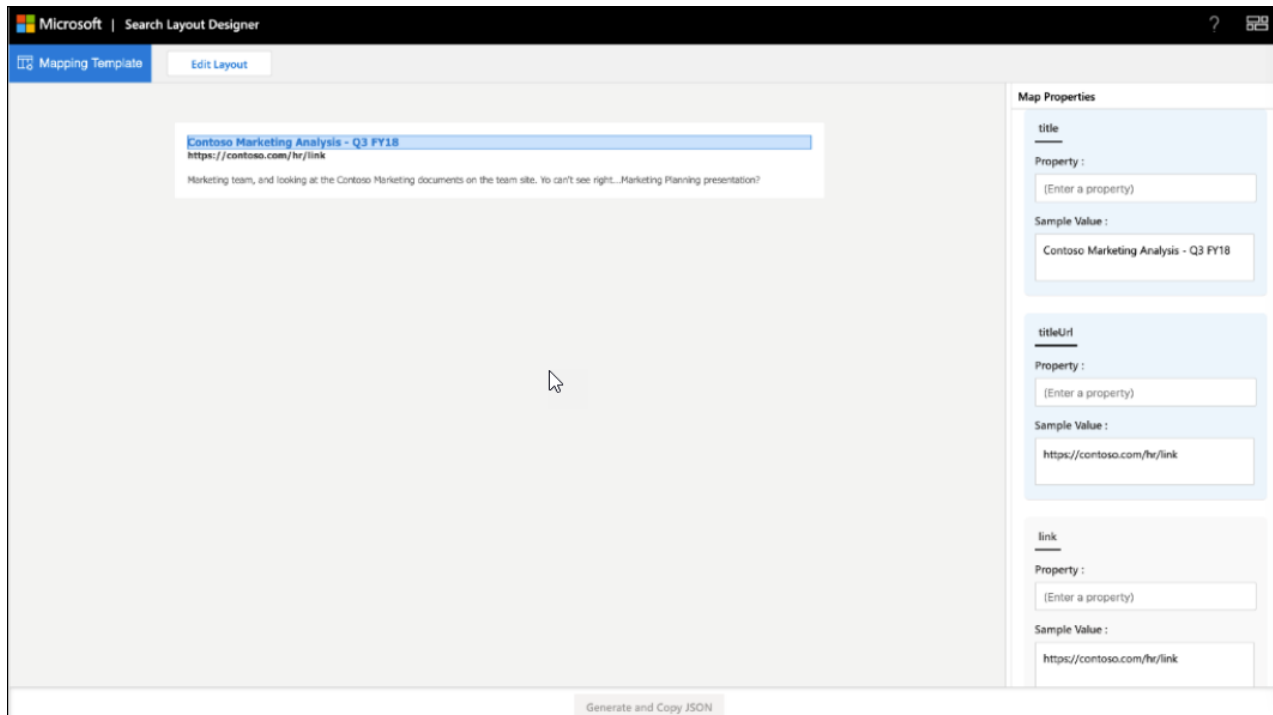 Microsoft | Search Layout Designer
?
Mapping Template
Edit Layout
Contoso Marketing Analysis - Q3 FY18
https://contoso.com/hr/link
Marketing team, and looking at the Contoso Marketing documents on the team site. Yo can't see right...Marketing Planning presentation?
Map Properties
title
Property :
(Enter a property)
Sample Value :
Contoso Marketing Analysis - Q3 FY18
titleUrl
Property :
(Enter a property)
Sample Value :
https://contoso.com/hr/link
link
Property :
(Enter a property)
Sample Value :
https://contoso.com/hr/link
Generate and Copy JSON